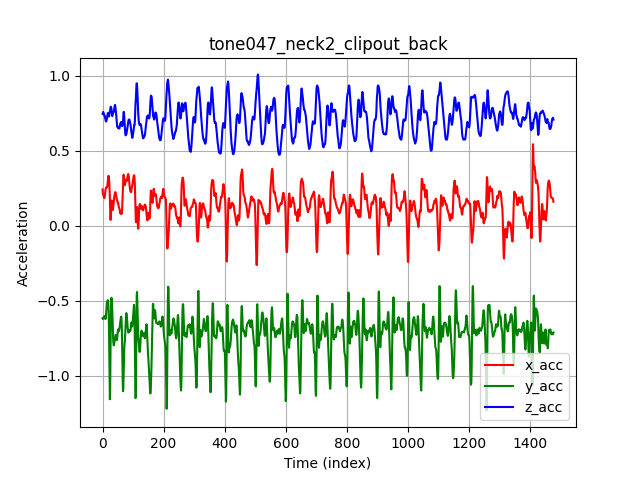 tone047_neck2_clipout_back
1.0
0.5
0.0
−0.5
−1.0
Acceleration
0
200
400
600
800
1000
1200
1400
Time (index)
x_acc
y_acc
z_acc